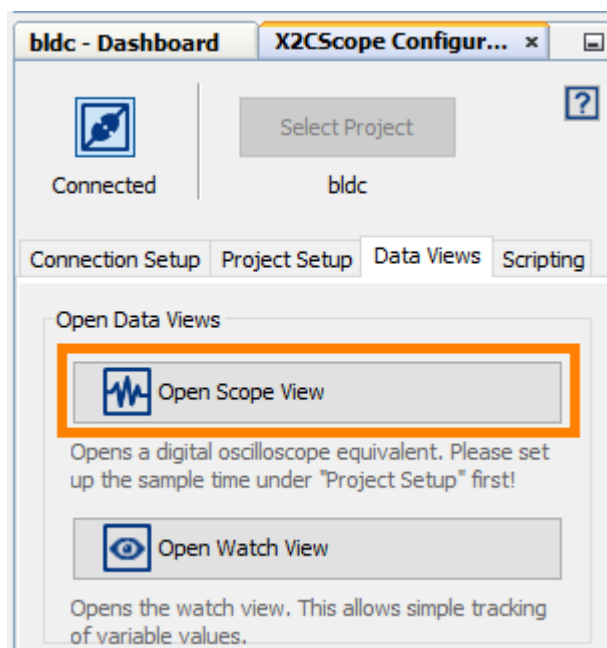 bldc - Dashboard
X2CScope Configur... ×
?
Select Project
Connected
bldc
Connection Setup
Project Setup
Data Views
Scripting
Open Data Views
Open Scope View
Opens a digital oscilloscope equivalent. Please set
up the sample time under "Project Setup" first!
Open Watch View
Opens the watch view. This allows simple tracking
of variable values.